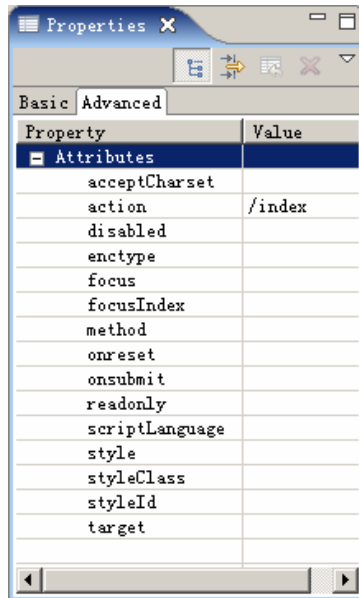 Properties
Basic Advanced
Property Value
Attributes
acceptCharset
action /index
disabled
enctype
focus
focusIndex
method
onreset
onsubmit
readonly
scriptLanguage
style
styleClass
styleId
target